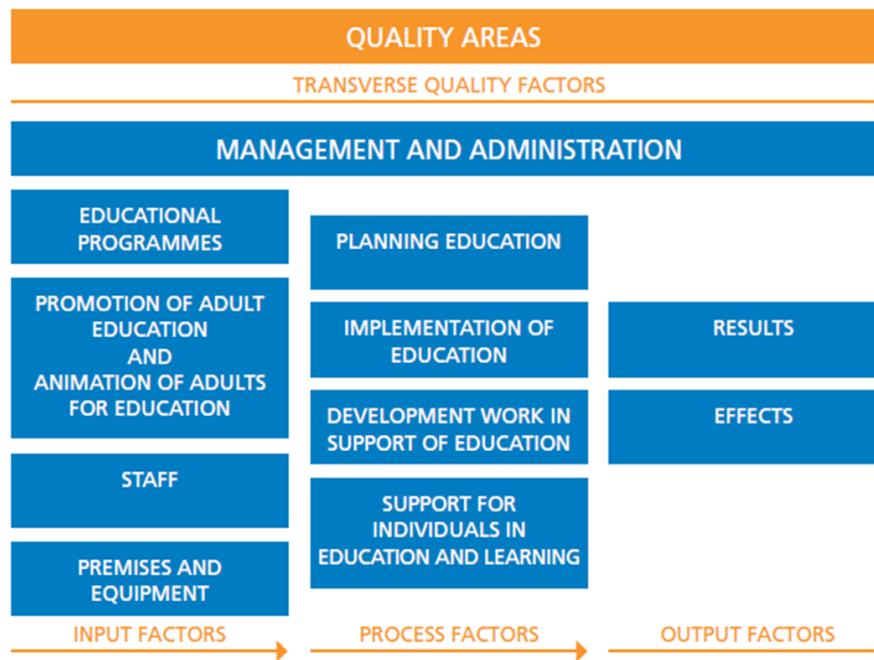 QUALITY AREAS
TRANSVERSE QUALITY FACTORS
MANAGEMENT AND ADMINISTRATION
EDUCATIONAL
PROGRAMMES
PROMOTION OF ADULT
EDUCATION
AND
ANIMATION OF ADULTS
FOR EDUCATION
STAFF
PREMISES AND
EQUIPMENT
INPUT FACTORS
PLANNING EDUCATION
IMPLEMENTATION OF
EDUCATION
DEVELOPMENT WORK IN
SUPPORT OF EDUCATION
SUPPORT FOR
INDIVIDUALS IN
EDUCATION AND LEARNING
PROCESS FACTORS
RESULTS
EFFECTS
OUTPUT FACTORS